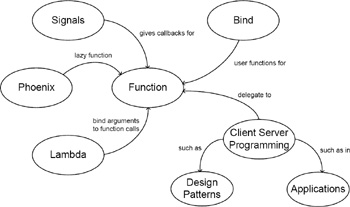 Signals
Bind
gives callbacks for
lazy function
user functions for
Phoenix
Function
delegate to
bind arguments
to function calls
Client Server
Programming
Lambda
such as
such as in
Design
Patterns
Applications